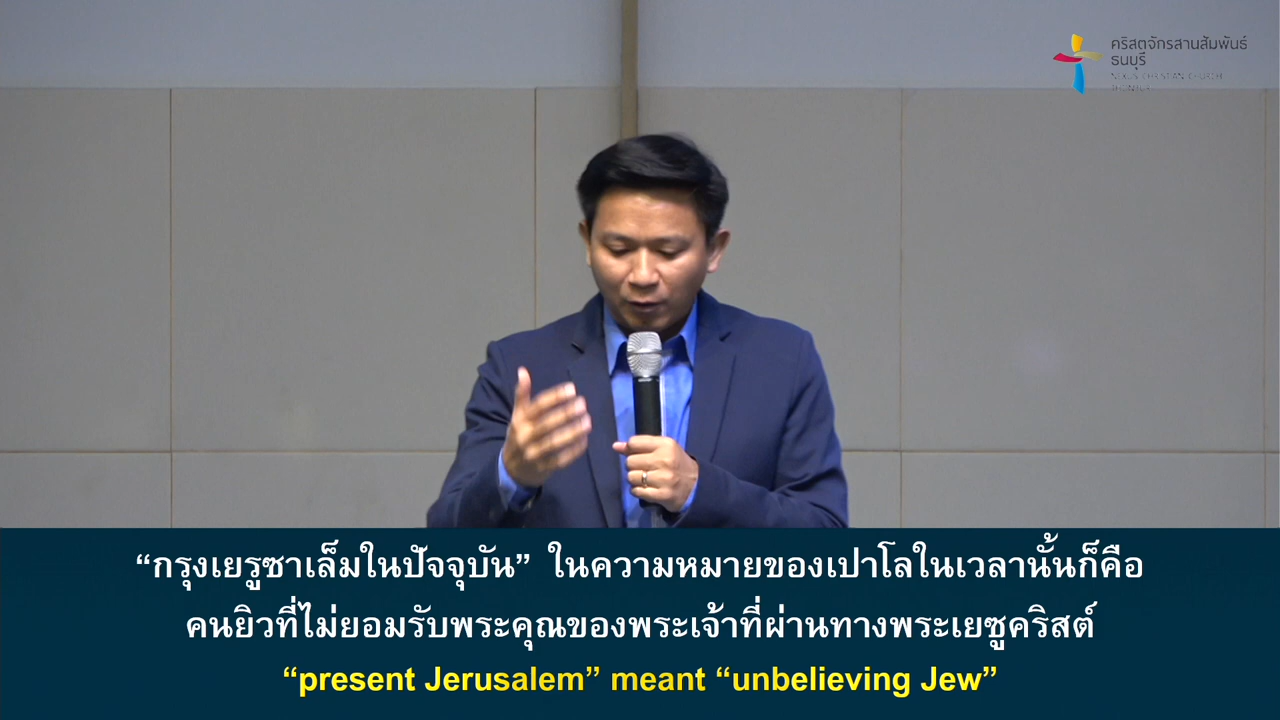 คริสตจักรสานสัมพันธ์
ธนบุรี
NEXUS CHRISTIAN CHURCH
“กรุงเยรูซาเล็มในปัจจุบัน” ในความหมายของเปาโลในเวลานั้นก็คือ
คนยิวที่ไม่ยอมรับพระคุณของพระเจ้าที่ผ่านทางพระเยซูคริสต์
“present Jerusalem” meant “unbelieving Jew”